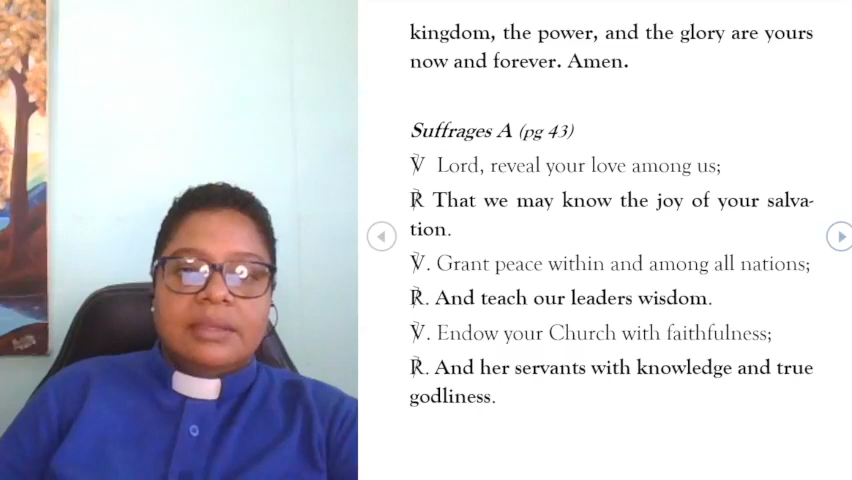 kingdom, the power, and the glory are yours
now and forever. Amen.
Suffrages A (pg 43)
℣ Lord, reveal your love among us;
℟ That we may know the joy of your salva-
tion.
℣. Grant peace within and among all nations;
℟. And teach our leaders wisdom.
℣. Endow your Church with faithfulness;
℟. And her servants with knowledge and true
godliness.